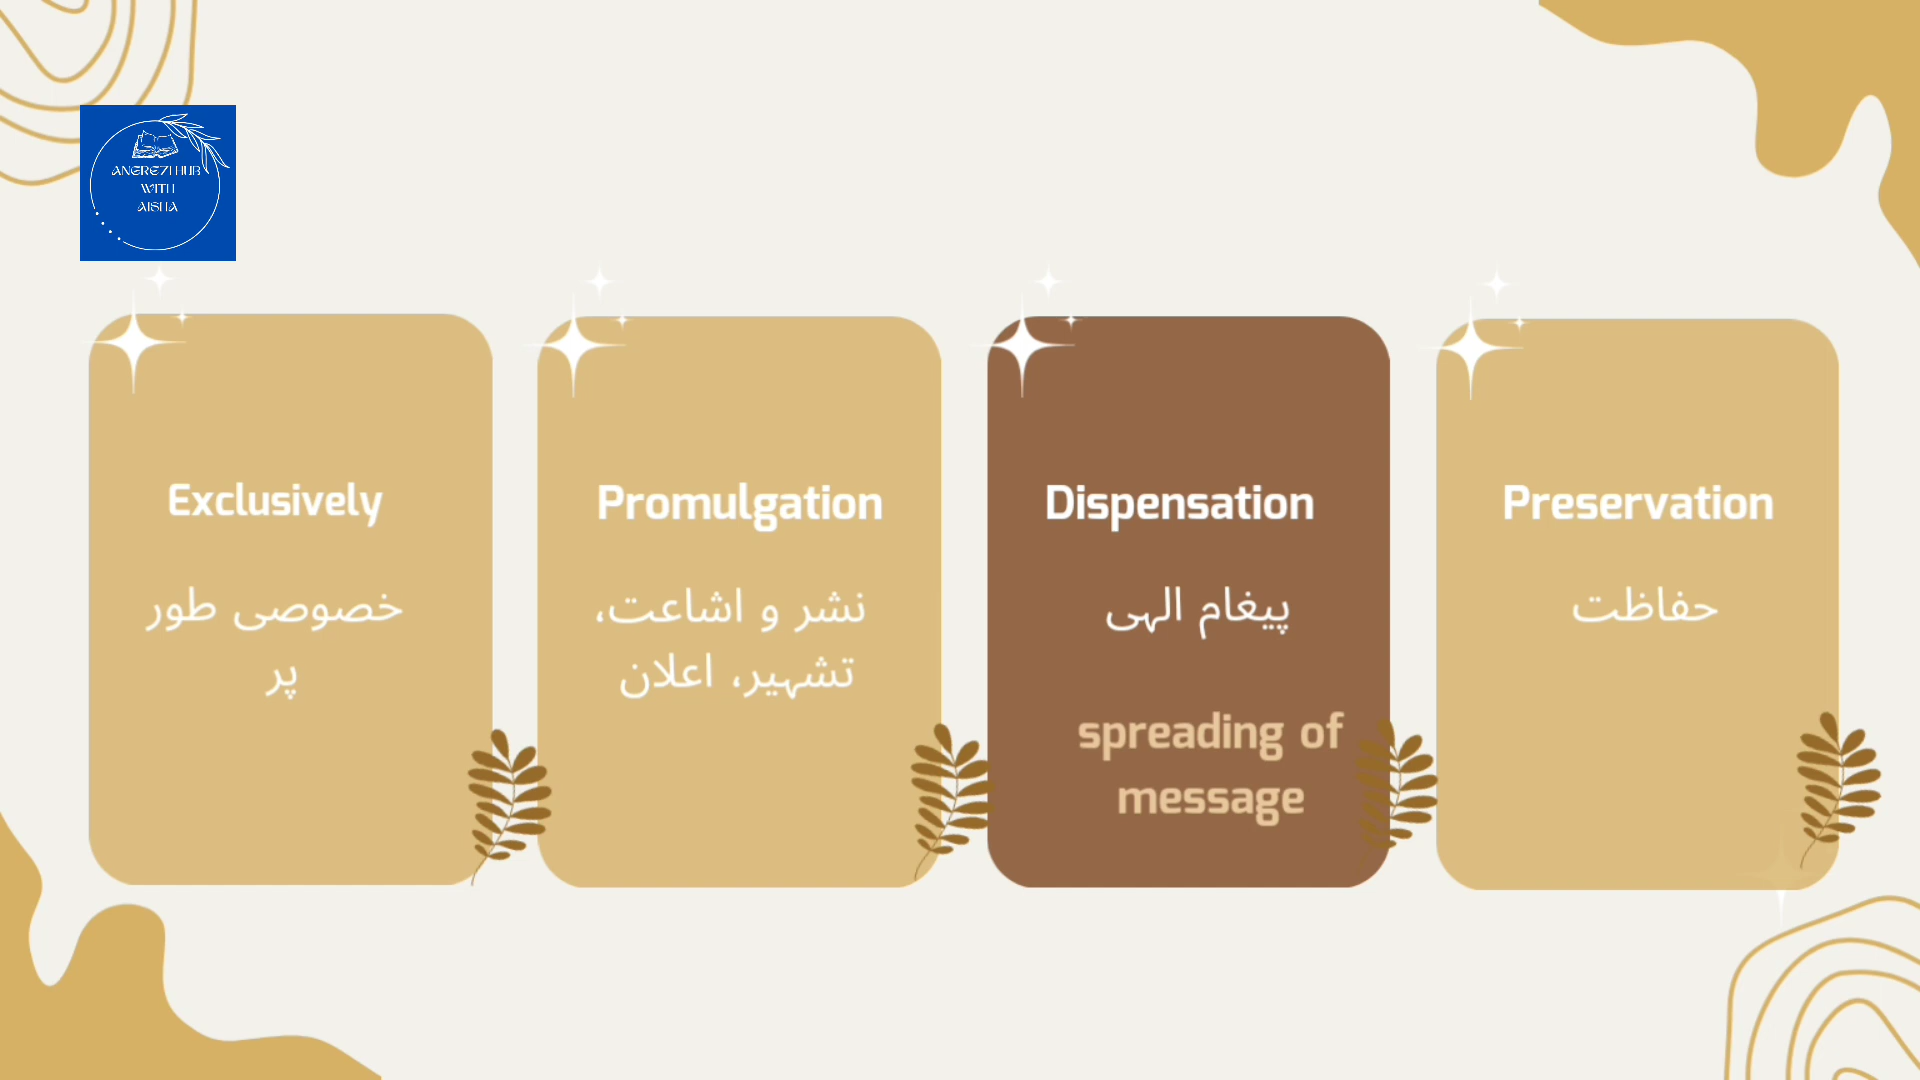 ANGREZI HUB
WITH
AISHA
Exclusively
خصوصی طور
پر
Promulgation
نشر و اشاعت،
تشہیر، اعلان
Dispensation
پیغام الہی
spreading of
message
Preservation
حفاظت